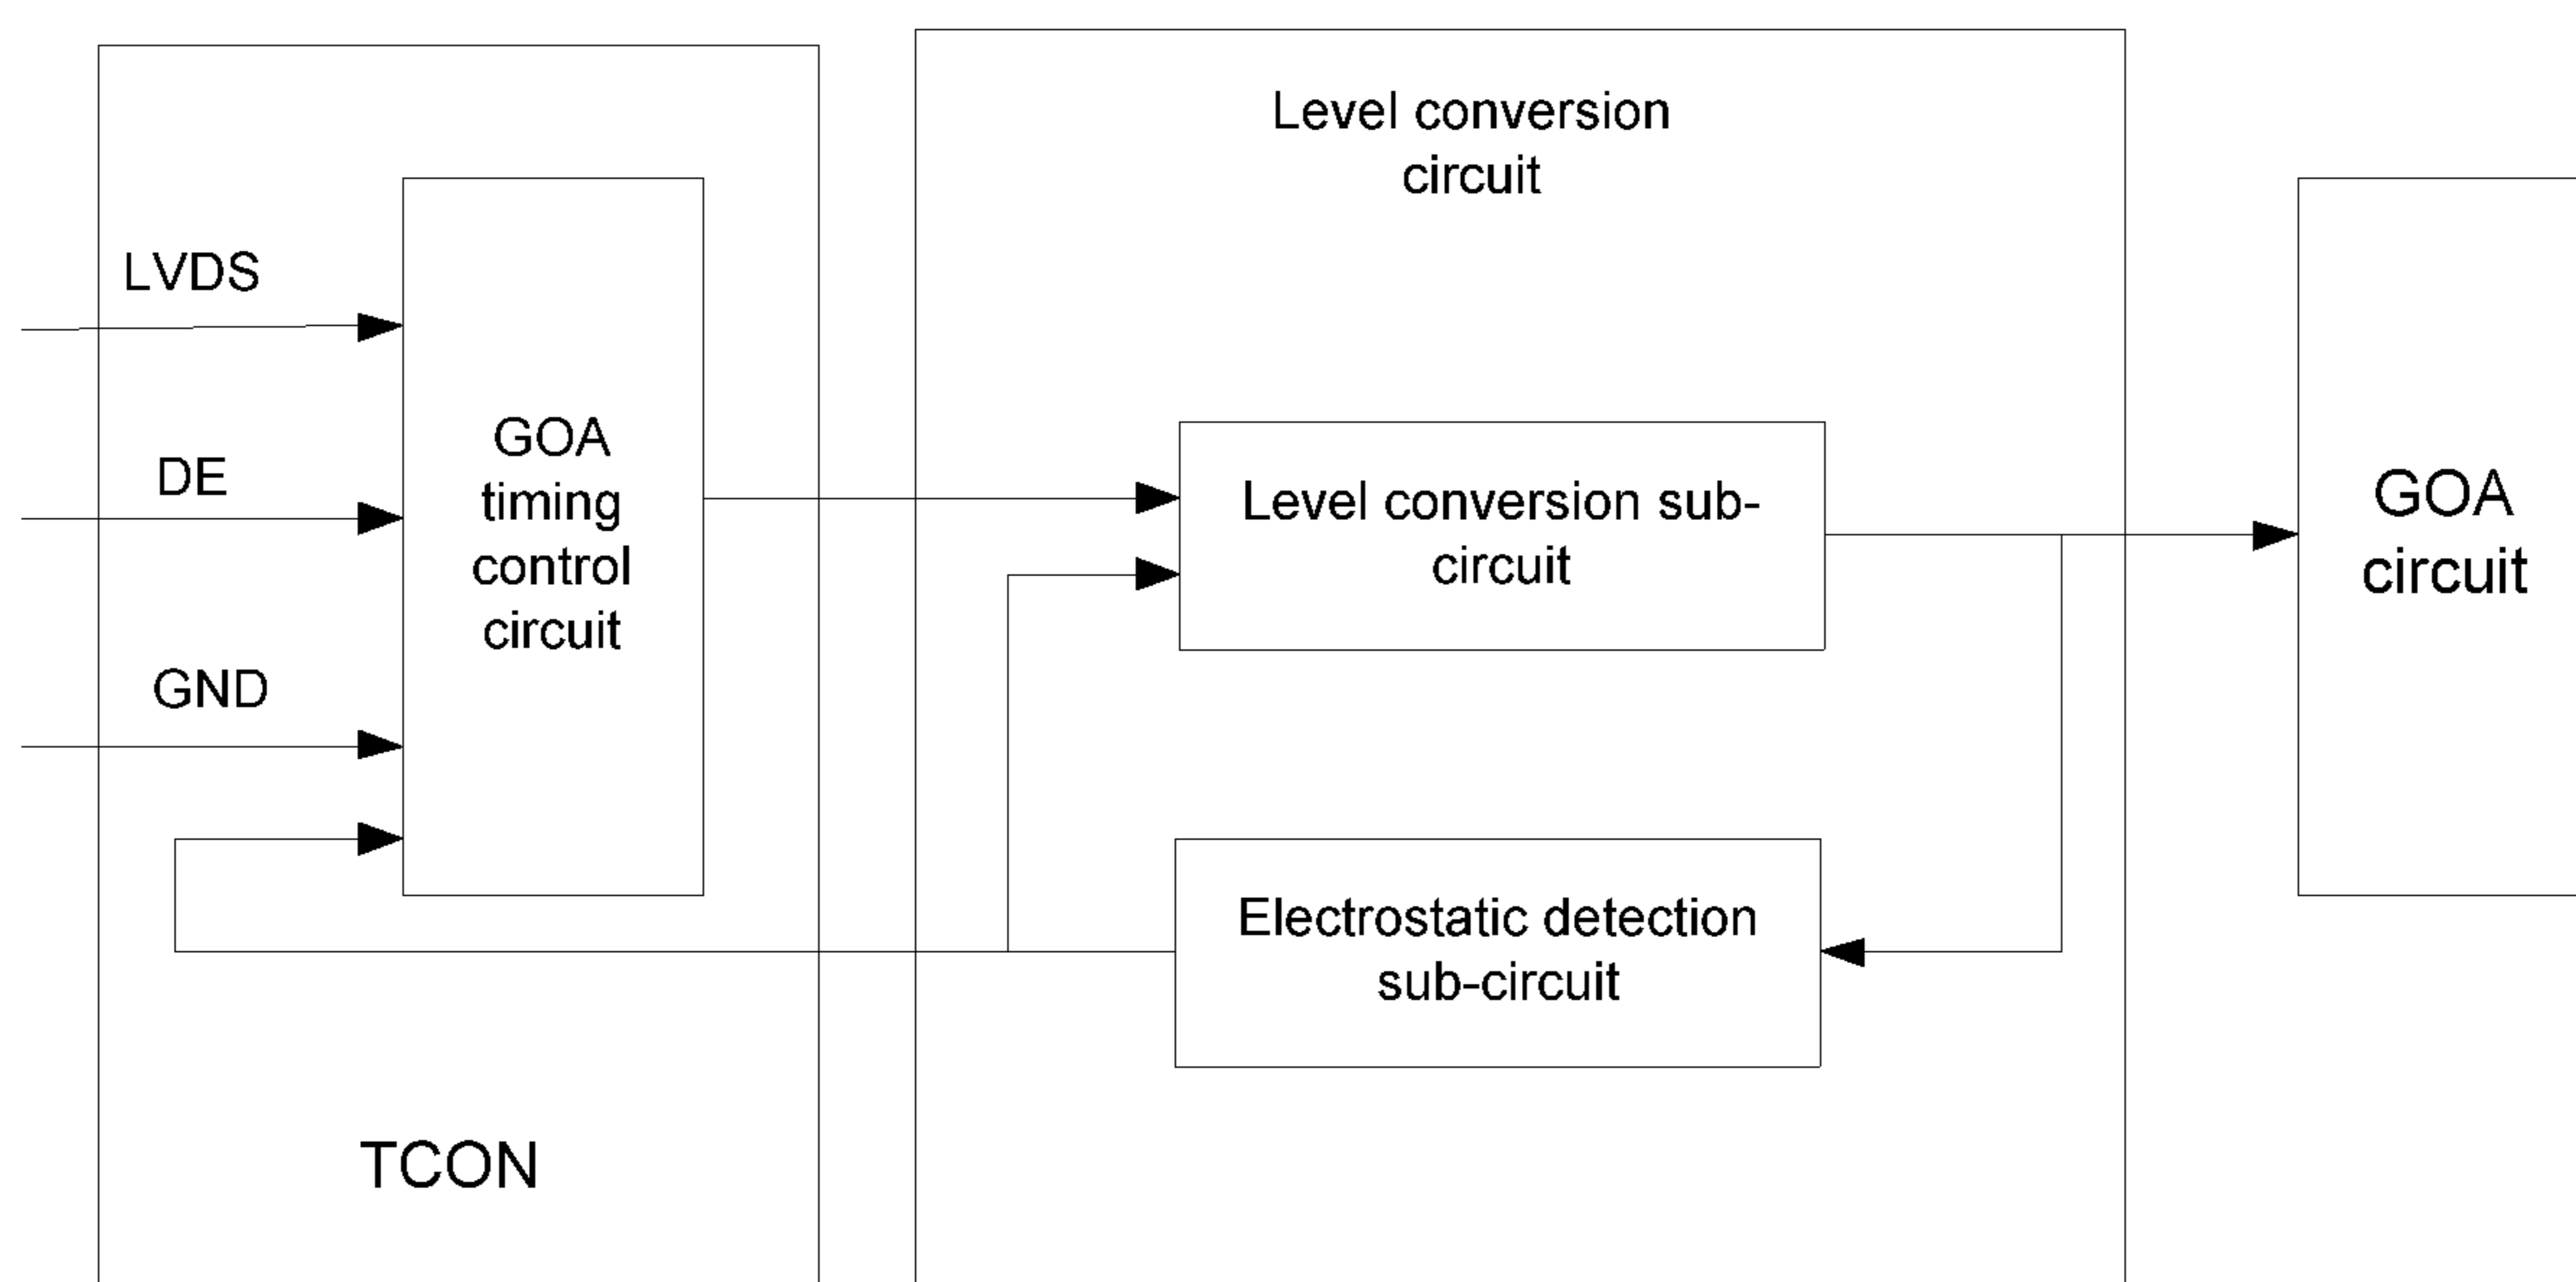 Level conversion
circuit
LVDS
DE
GND
GOA
timing
control
circuit
Level conversion sub-
circuit
Electrostatic detection
sub-circuit
GOA
circuit
TCON